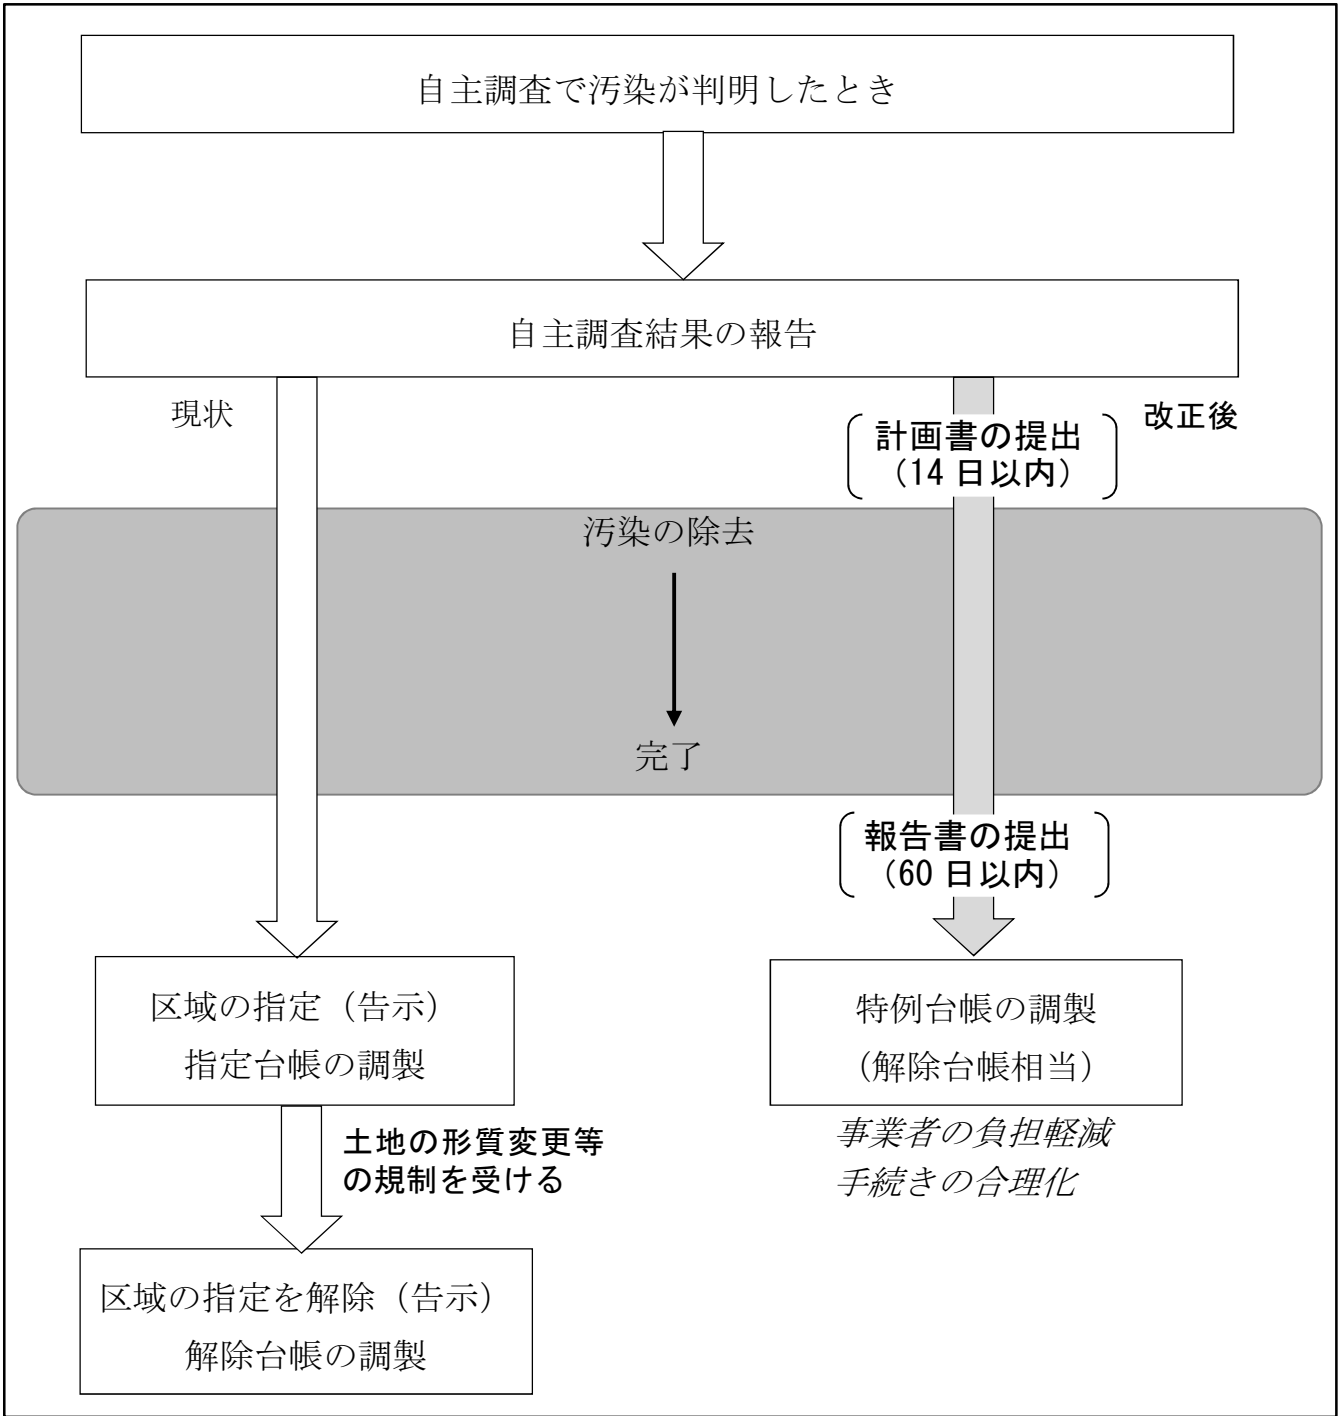 自主調査で汚染が判明したとき
自主調査結果の報告
現状
改正後
計画書の提出
（14 日以内）
汚染の除去
完了
報告書の提出
（60 日以内）
区域の指定（告示）
指定台帳の調製
特例台帳の調製
（解除台帳相当）
土地の形質変更等
の規制を受ける
事業者の負担軽減
手続きの合理化
区域の指定を解除（告示）
解除台帳の調製